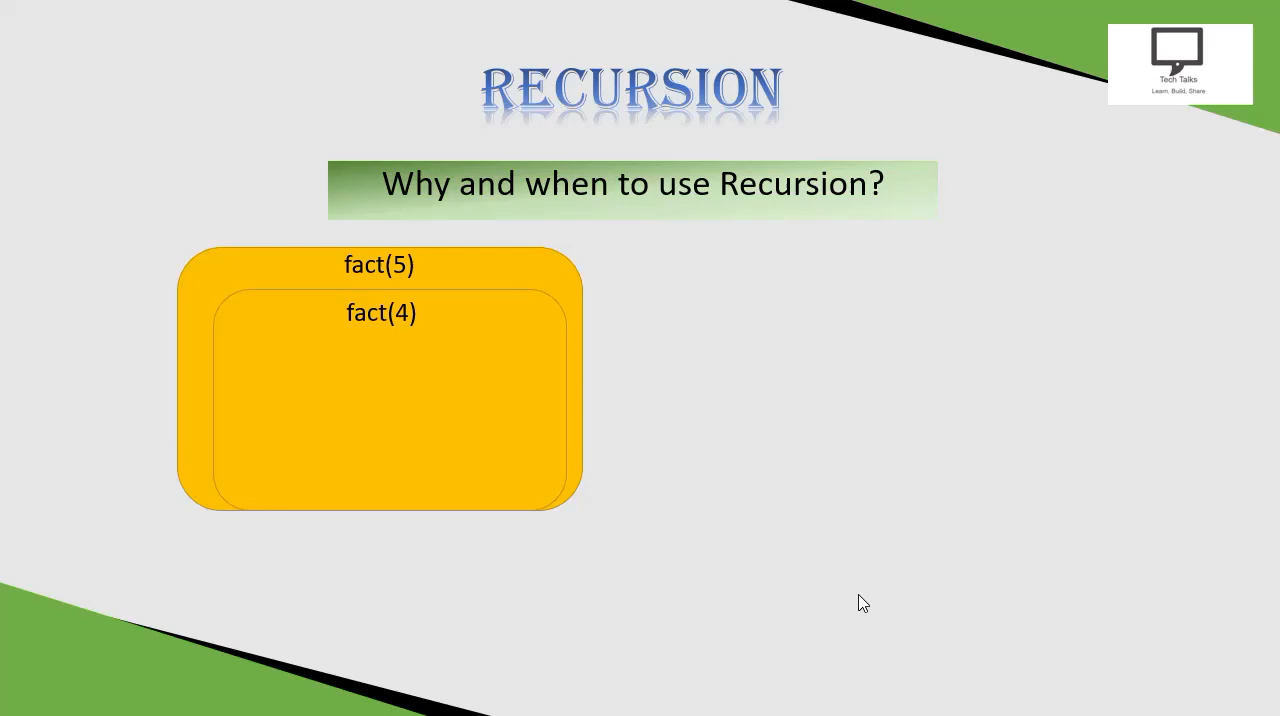 RECURSION
Tech Talks
Learn, Build, Share
Why and when to use Recursion?
fact(5)
fact(4)